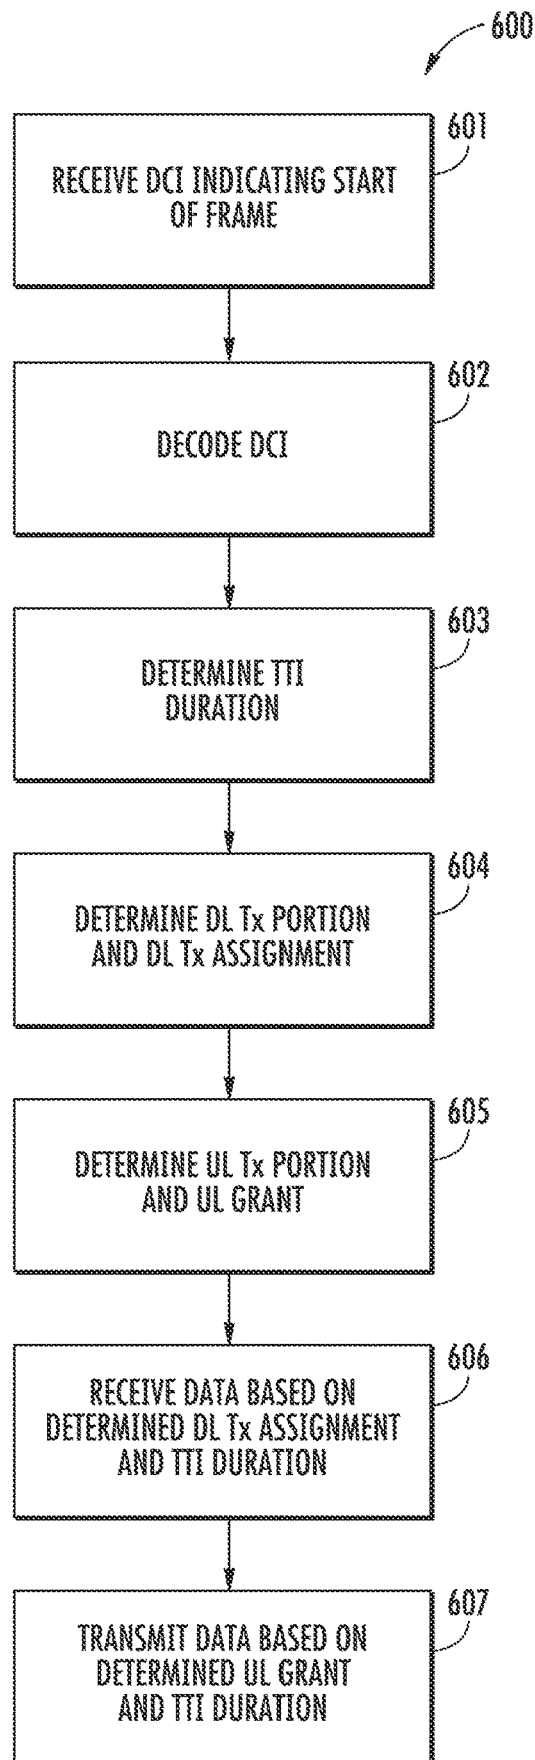 600
601
RECEIVE DCI INDICATING START
OF FRAME
602
DECODE DCI
603
DETERMINE TTI
DURATION
604
DETERMINE DL Tx PORTION
AND DL Tx ASSIGNMENT
605
DETERMINE UL Tx PORTION
AND UL GRANT
606
RECEIVE DATA BASED ON
DETERMINED DL Tx ASSIGNMENT
AND TTI DURATION
607
TRANSMIT DATA BASED ON
DETERMINED UL GRANT
AND TTI DURATION